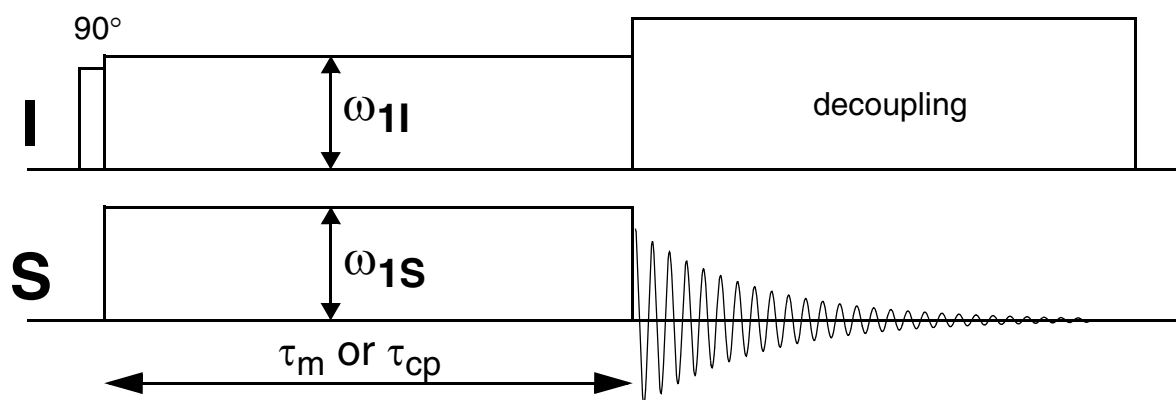 90°
I
ω1I
decoupling
S
ω1S
τm or τcp